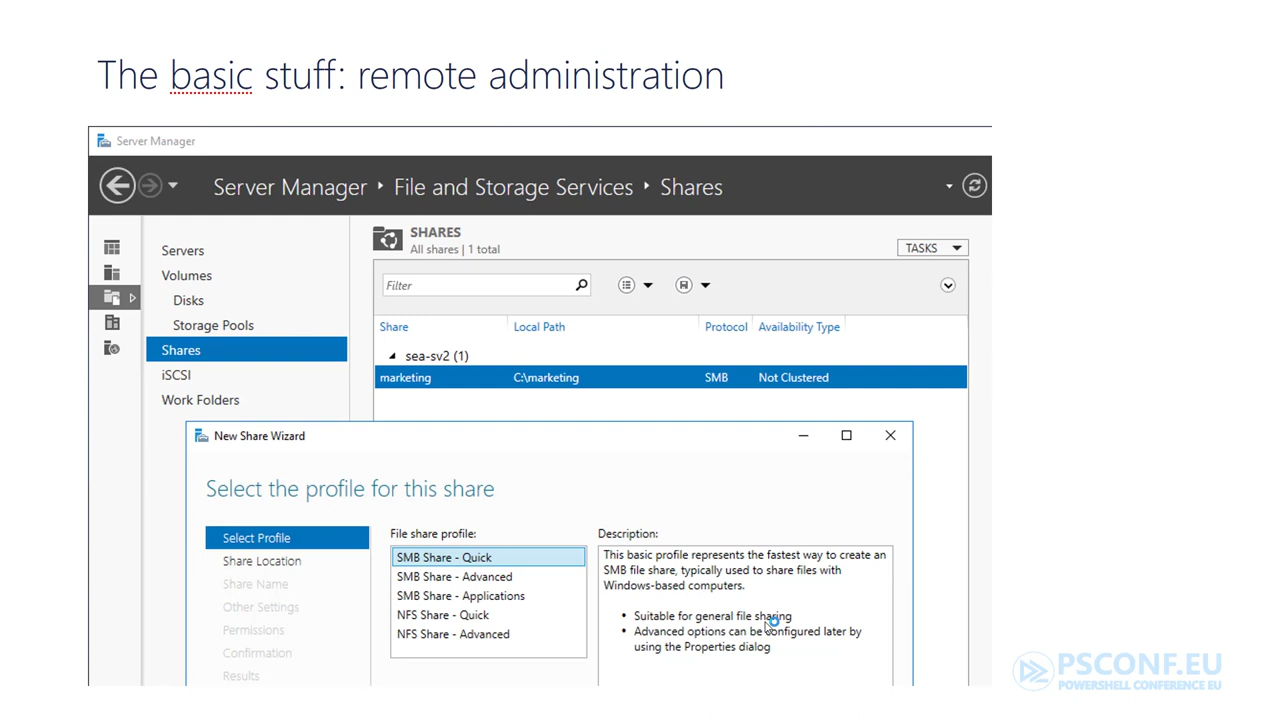 The basic stuff: remote administration
Server Manager
Server Manager ‣ File and Storage Services ‣ Shares
Servers
Volumes
Disks
Storage Pools
Shares
iSCSI
Work Folders
SHARES
All shares | 1 total
TASKS
Filter
Share Local Path Protocol Availability Type
sea-sv2 (1)
marketing C:\marketing SMB Not Clustered
New Share Wizard
Select the profile for this share
Select Profile
Share Location
Share Name
Other Settings
Permissions
Confirmation
Results
File share profile:
SMB Share - Quick
SMB Share - Advanced
SMB Share - Applications
NFS Share - Quick
NFS Share - Advanced
Description:
This basic profile represents the fastest way to create an
SMB file share, typically used to share files with
Windows-based computers.
• Suitable for general file sharing
• Advanced options can be configured later by
using the Properties dialog
PSCONF.EU
POWERSHELL CONFERENCE EU